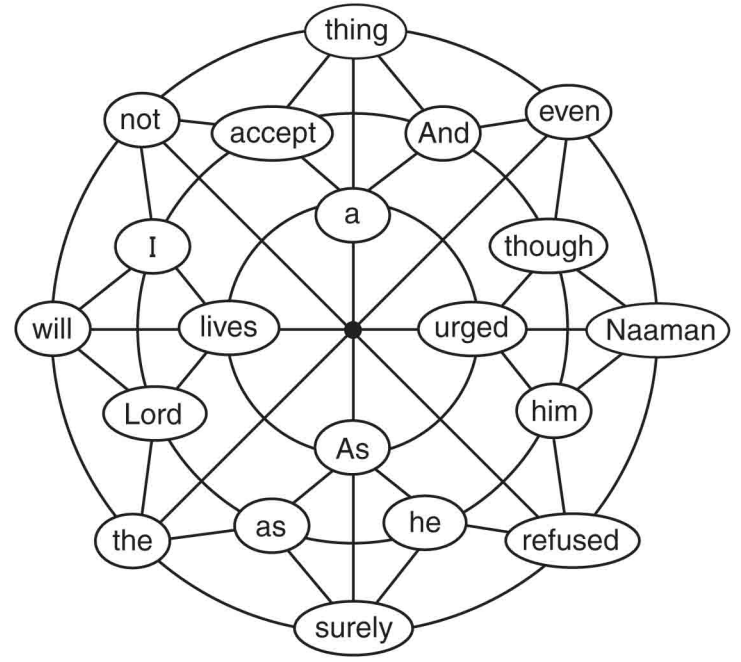 thing
not
accept
And
even
a
I
though
will
lives
urged
Naaman
Lord
him
As
the
as
he
refused
surely